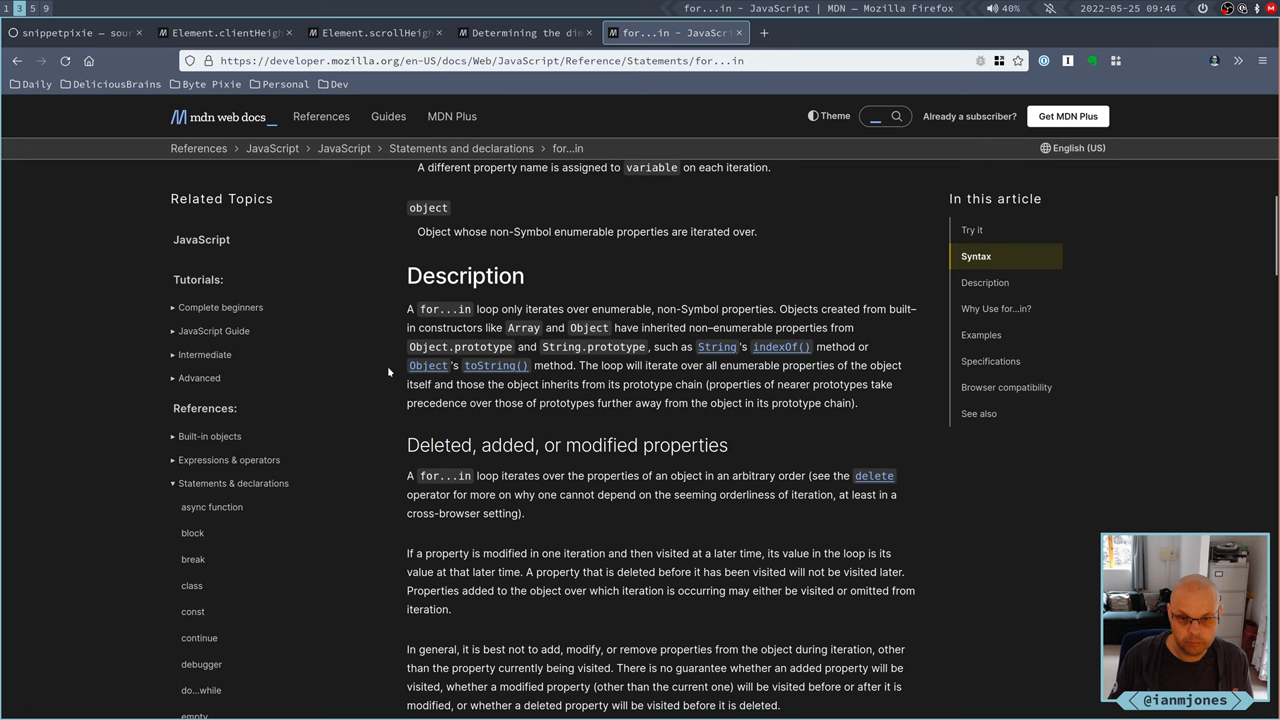 1 3 5 9
for...in - JavaScript | MDN — Mozilla Firefox
40%
2022-05-25 09:46
snippetpixie — sour
Element.clientHeigh
Element.scrollHeigh
Determining the dim
for...in - JavaScri
https://developer.mozilla.org/en-US/docs/Web/JavaScript/Reference/Statements/for...in
Daily DeliciousBrains Byte Pixie Personal Dev
mdn web docs_
References Guides MDN Plus
Theme
Already a subscriber?
Get MDN Plus
References › JavaScript › JavaScript › Statements and declarations › for...in
English (US)
Related Topics
JavaScript
Tutorials:
Complete beginners
JavaScript Guide
Intermediate
Advanced
References:
Built-in objects
Expressions & operators
Statements & declarations
async function
block
break
class
const
continue
debugger
do...while
empty
A different property name is assigned to variable on each iteration.
object
Object whose non-Symbol enumerable properties are iterated over.
Description
A for...in loop only iterates over enumerable, non-Symbol properties. Objects created from built–
in constructors like Array and Object have inherited non–enumerable properties from
Object.prototype and String.prototype, such as String's indexOf() method or
Object's toString() method. The loop will iterate over all enumerable properties of the object
itself and those the object inherits from its prototype chain (properties of nearer prototypes take
precedence over those of prototypes further away from the object in its prototype chain).
Deleted, added, or modified properties
A for...in loop iterates over the properties of an object in an arbitrary order (see the delete
operator for more on why one cannot depend on the seeming orderliness of iteration, at least in a
cross-browser setting).
If a property is modified in one iteration and then visited at a later time, its value in the loop is its
value at that later time. A property that is deleted before it has been visited will not be visited later.
Properties added to the object over which iteration is occurring may either be visited or omitted from
iteration.
In general, it is best not to add, modify, or remove properties from the object during iteration, other
than the property currently being visited. There is no guarantee whether an added property will be
visited, whether a modified property (other than the current one) will be visited before or after it is
modified, or whether a deleted property will be visited before it is deleted.
In this article
Try it
Syntax
Description
Why Use for...in?
Examples
Specifications
Browser compatibility
See also
@ianmjones